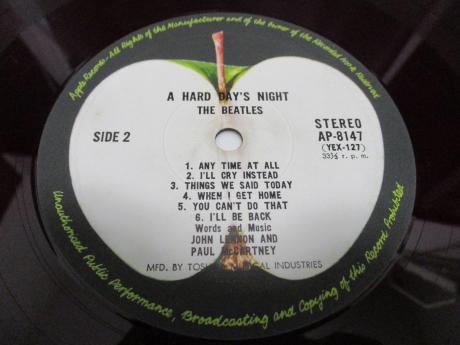 Apple Records - All Rights of the Manufacturer and of the Owner of the Recorded Work Reserved
A HARD DAY'S NIGHT
THE BEATLES
SIDE 2
STEREO
AP-8147
(YEX-127)
33⅓ r. p. m.
1. ANY TIME AT ALL
2. I'LL CRY INSTEAD
3. THINGS WE SAID TODAY
4. WHEN I GET HOME
5. YOU CAN'T DO THAT
6. I'LL BE BACK
Words and Music
JOHN LENNON AND
PAUL McCARTNEY
MFD. BY INDUSTRIES
Unauthorised Public Performance, Broadcasting and Copying of this Record Prohibited